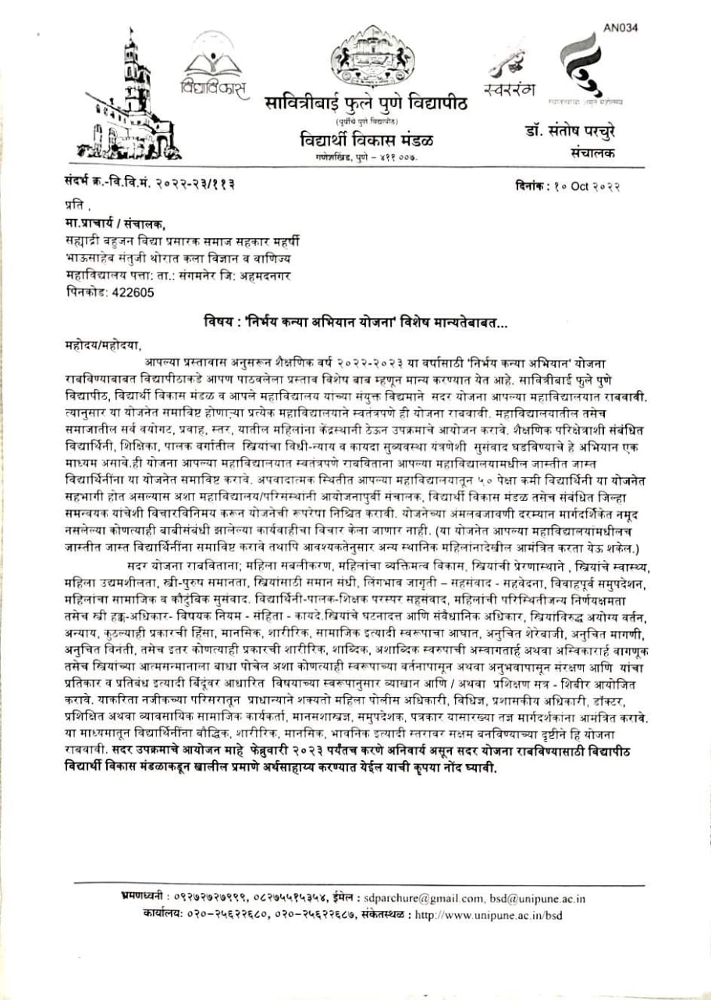 AN034
विद्याविकास
स्वररंग
सावित्रीबाई फुले पुणे विद्यापीठ
(पूर्वीचे पुणे विद्यापीठ)
विद्यार्थी विकास मंडळ
गणेशखिंड, पुणे – ४११ ००७.
डॉ. संतोष परचुरे
संचालक
संदर्भ क्र.-वि.वि.मं. २०२२-२३/११३
दिनांक : १० Oct २०२२
प्रति ,
मा.प्राचार्य / संचालक,
सह्याद्री बहुजन विद्या प्रसारक समाज सहकार महर्षी
भाऊसाहेब संतुजी थोरात कला विज्ञान व वाणिज्य
महाविद्यालय पत्ता: ता.: संगमनेर जि: अहमदनगर
पिनकोड: 422605
विषय : 'निर्भय कन्या अभियान योजना' विशेष मान्यतेबाबत...
महोदय/महोदया,
आपल्या प्रस्तावास अनुसरून शैक्षणिक वर्ष २०२२-२०२३ या वर्षासाठी 'निर्भय कन्या अभियान' योजना
राबविण्याबाबत विद्यापीठाकडे आपण पाठवलेला प्रस्ताव विशेष बाब म्हणून मान्य करण्यात येत आहे. सावित्रीबाई फुले पुणे
विद्यापीठ, विद्यार्थी विकास मंडळ व आपले महाविद्यालय यांच्या संयुक्त विद्यमाने सदर योजना आपल्या महाविद्यालयात राबवावी.
त्यानुसार या योजनेत समाविष्ट होणाऱ्या प्रत्येक महाविद्यालयाने स्वतंत्रपणे ही योजना राबवावी. महाविद्यालयातील तसेच
समाजातील सर्व वयोगट, प्रवाह, स्तर, यातील महिलांना केंद्रस्थानी ठेऊन उपक्रमाचे आयोजन करावे. शैक्षणिक परिक्षेत्राशी संबंधित
विद्यार्थिनी, शिक्षिका, पालक वर्गातील स्त्रियांचा विधी-न्याय व कायदा सुव्यवस्था यंत्रणेशी सुसंवाद घडविण्याचे हे अभियान एक
माध्यम असावे.ही योजना आपल्या महाविद्यालयात स्वतंत्रपणे राबविताना आपल्या महाविद्यालयामधील जास्तीत जास्त
विद्यार्थिनींना या योजनेत समाविष्ट करावे. अपवादात्मक स्थितीत आपल्या महाविद्यालयातून ५० पेक्षा कमी विद्यार्थिनी या योजनेत
सहभागी होत असल्यास अशा महाविद्यालय/परिसंस्थांनी आयोजनापुर्वी संचालक, विद्यार्थी विकास मंडळ तसेच संबंधित जिल्हा
समन्वयक यांचेशी विचारविनिमय करून योजनेची रूपरेषा निश्चित करावी. योजनेच्या अंमलबजावणी दरम्यान मार्गदर्शिकेत नमूद
नसलेल्या कोणत्याही बाबीसंबंधी झालेल्या कार्यवाहीचा विचार केला जाणार नाही. (या योजनेत आपल्या महाविद्यालयांमधीलच
जास्तीत जास्त विद्यार्थिनींना समाविष्ट करावे तथापि आवश्यकतेनुसार अन्य स्थानिक महिलांनादेखील आमंत्रित करता येऊ शकेल.)
सदर योजना राबविताना; महिला सबलीकरण, महिलांचा व्यक्तिमत्व विकास, स्त्रियांची प्रेरणास्थाने , स्त्रियांचे स्वास्थ्य,
महिला उद्यमशीलता, स्त्री-पुरुष समानता, स्त्रियांसाठी समान संधी, लिंगभाव जागृती – सहसंवाद - सहवेदना, विवाहपूर्व समुपदेशन,
महिलांचा सामाजिक व कौटुंबिक सुसंवाद. विद्यार्थिनी-पालक-शिक्षक परस्पर सहसंवाद, महिलांची परिस्थितीजन्य निर्णयक्षमता
तसेच स्त्री हक्क-अधिकार- विषयक नियम - संहिता - कायदे.स्त्रियांचे घटनादत्त आणि संवैधानिक अधिकार, स्त्रियांविरुद्ध अयोग्य वर्तन,
अन्याय, कुठल्याही प्रकारची हिंसा, मानसिक, शारीरिक, सामाजिक इत्यादी स्वरूपाचा आघात, अनुचित शेरेबाजी, अनुचित मागणी,
अनुचित विनंती, तसेच इतर कोणत्याही प्रकारची शारीरिक, शाब्दिक, अशाब्दिक स्वरुपाची अस्वागतार्ह अथवा अस्विकारार्ह वागणूक
तसेच स्त्रियांच्या आत्मसन्मानाला बाधा पोचेल अशा कोणत्याही स्वरूपाच्या वर्तनापासून अथवा अनुभवापासून संरक्षण आणि यांचा
प्रतिकार व प्रतिबंध इत्यादी बिंदूंवर आधारित विषयाच्या स्वरूपानुसार व्याखान आणि / अथवा प्रशिक्षण सत्र - शिबीर आयोजित
करावे. याकरिता नजीकच्या परिसरातून प्राधान्याने शक्यतो महिला पोलीस अधिकारी, विधिज्ञ, प्रशासकीय अधिकारी, डॉक्टर,
प्रशिक्षित अथवा व्यावसायिक सामाजिक कार्यकर्ता, मानसशास्त्रज्ञ, समुपदेशक, पत्रकार यासारख्या तज्ञ मार्गदर्शकांना आमंत्रित करावे.
या माध्यमातून विद्यार्थिनींना बौद्धिक, शारीरिक, मानसिक, भावनिक इत्यादी स्तरावर सक्षम बनविण्याच्या दृष्टीने हि योजना
राबवावी. सदर उपक्रमाचे आयोजन माहे फेब्रुवारी २०२३ पर्यंतच करणे अनिवार्य असून सदर योजना राबविण्यासाठी विद्यापीठ
विद्यार्थी विकास मंडळाकडून खालील प्रमाणे अर्थसाहाय्य करण्यात येईल याची कृपया नोंद घ्यावी.
भ्रमणध्वनी : ०९२७२७२७९९९, ०८२७५५१५३५४, ईमेल : sdparchure@gmail.com, bsd@unipune.ac.in
कार्यालय: ०२०-२५६२२६८०, ०२०-२५६२२६८७, संकेतस्थळ : http://www.unipune.ac.in/bsd